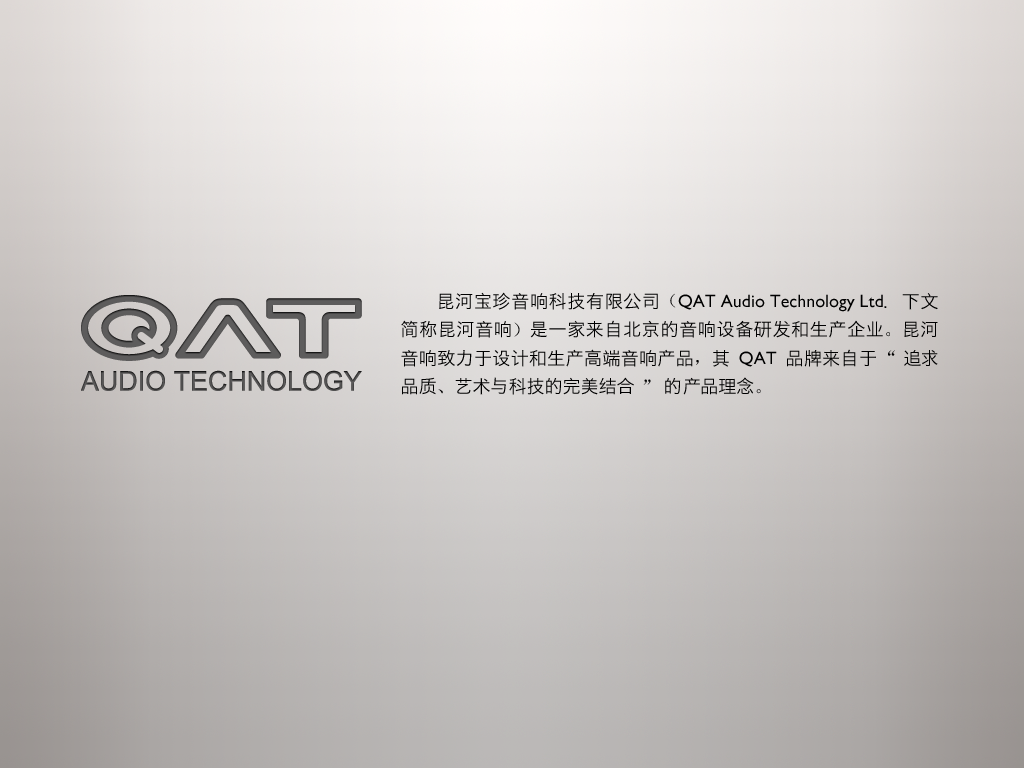 QAT
AUDIO TECHNOLOGY
昆河宝珍音响科技有限公司（QAT Audio Technology Ltd. 下文
简称昆河音响）是一家来自北京的音响设备研发和生产企业。昆河
音响致力于设计和生产高端音响产品，其 QAT 品牌来自于“ 追求
品质、艺术与科技的完美结合 ” 的产品理念。